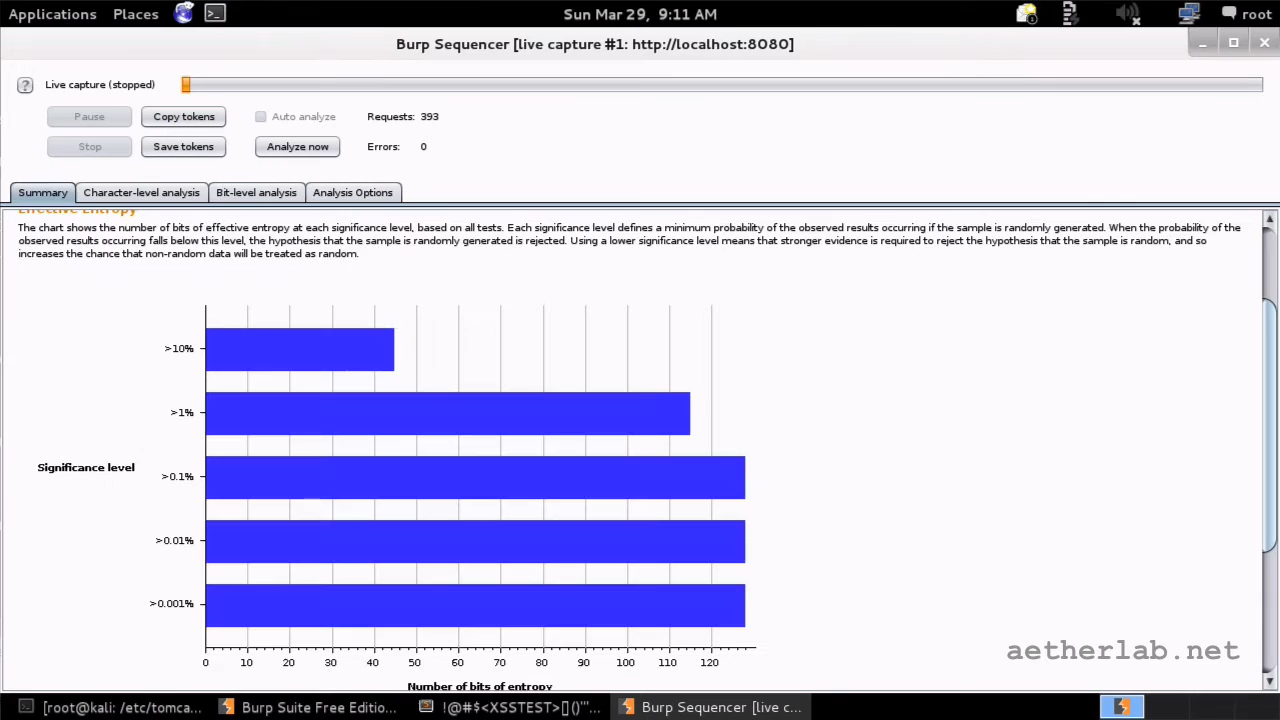 Applications Places Sun Mar 29, 9:11 AM root
Burp Sequencer [live capture #1: http://localhost:8080]
? Live capture (stopped)
Pause Copy tokens Auto analyze Requests: 393
Stop Save tokens Analyze now Errors: 0
Summary Character-level analysis Bit-level analysis Analysis Options
Effective Entropy
The chart shows the number of bits of effective entropy at each significance level, based on all tests. Each significance level defines a minimum probability of the observed results occurring if the sample is randomly generated. When the probability of the
observed results occurring falls below this level, the hypothesis that the sample is randomly generated is rejected. Using a lower significance level means that stronger evidence is required to reject the hypothesis that the sample is random, and so
increases the chance that non-random data will be treated as random.
>10%
>1%
Significance level
>0.1%
>0.01%
>0.001%
0 10 20 30 40 50 60 70 80 90 100 110 120
Number of bits of entropy
aetherlab.net
[root@kali: /etc/tomca... Burp Suite Free Editio... !@#$<XSSTEST>[]()'"... Burp Sequencer [live c...